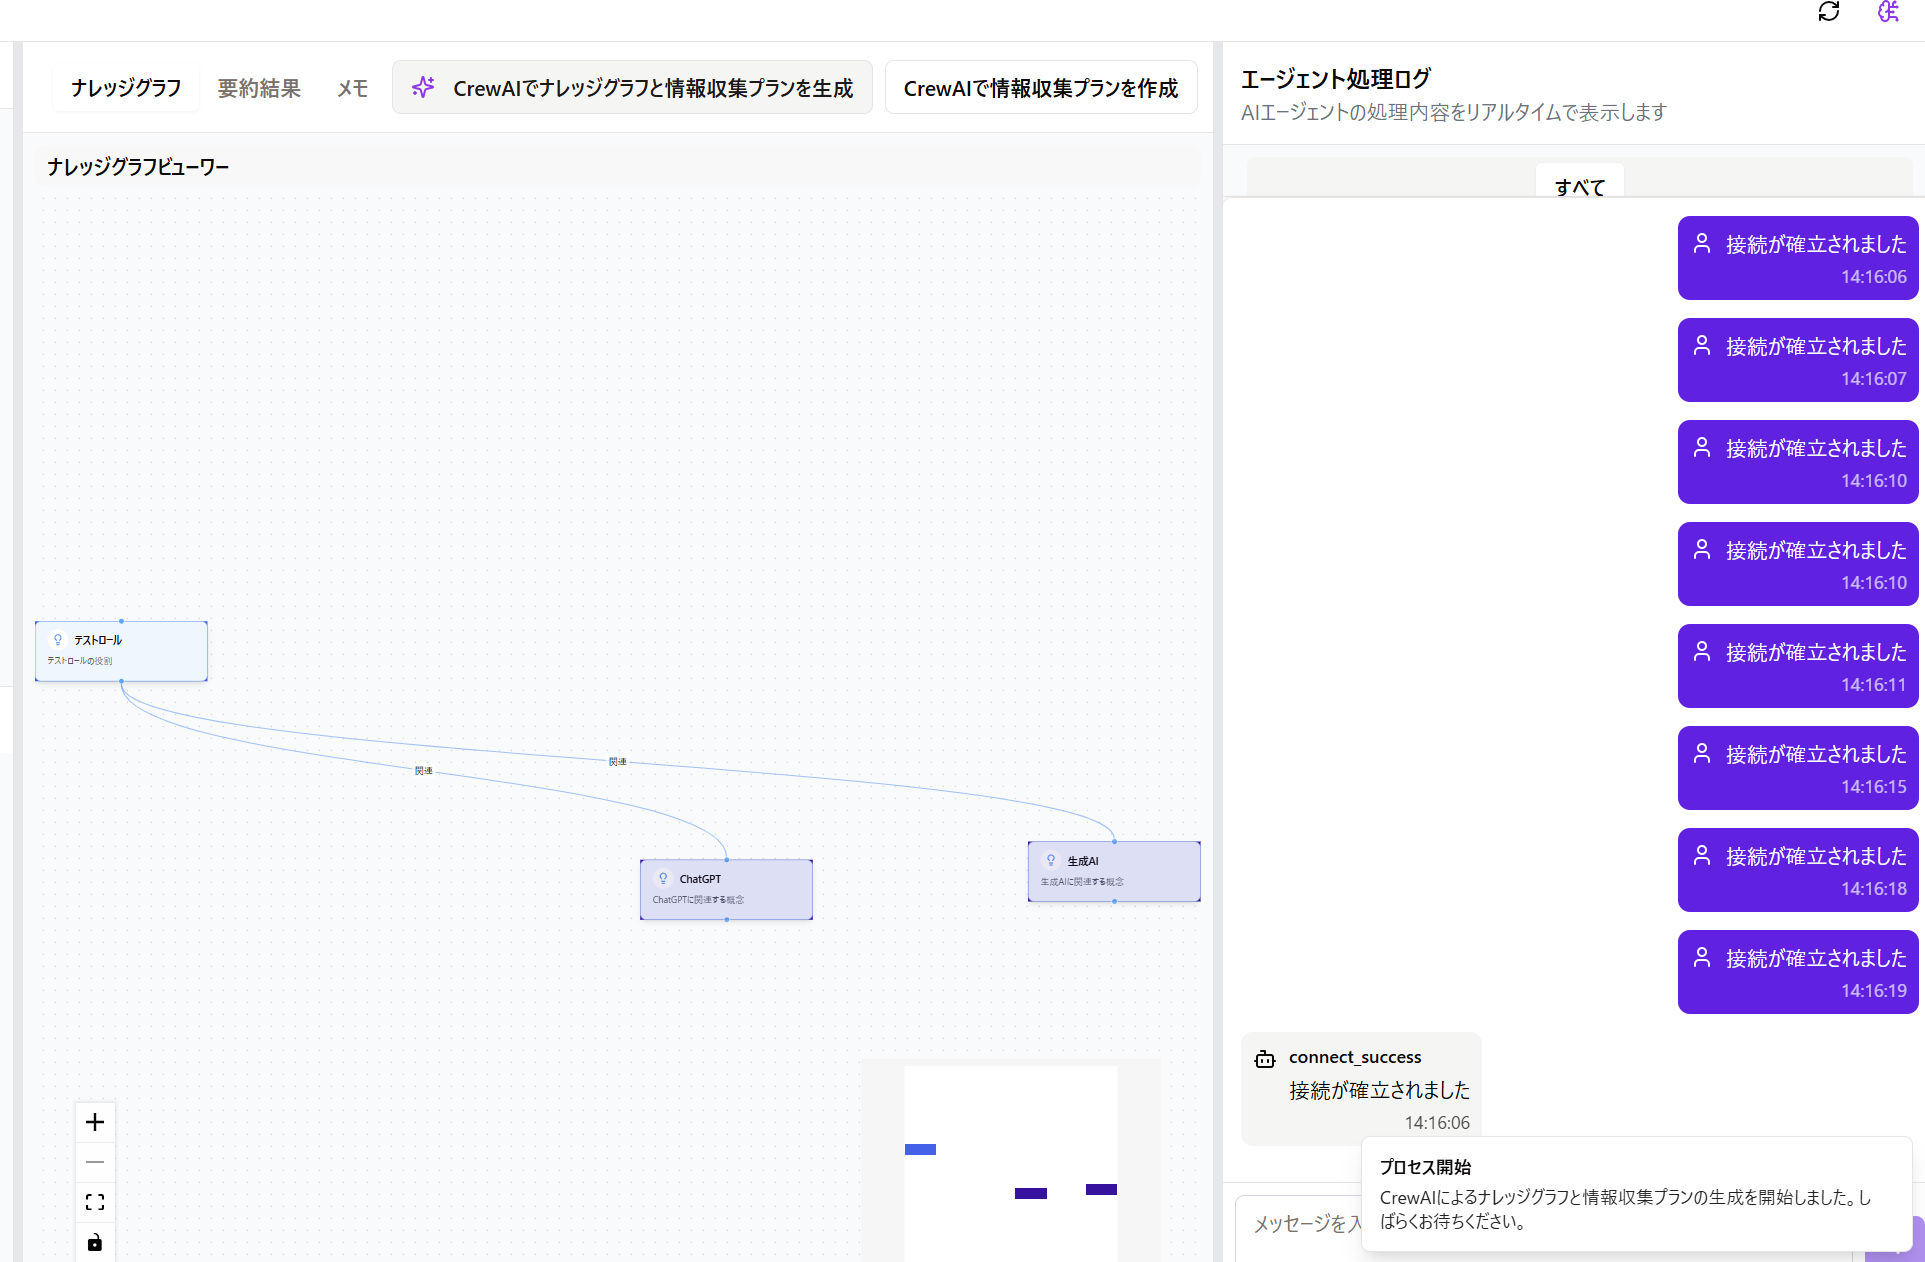 ナレッジグラフ
要約結果
メモ
CrewAIでナレッジグラフと情報収集プランを生成
CrewAIで情報収集プランを作成
ナレッジグラフビューワー
テストロール
テストロールの役割
関連
関連
ChatGPT
ChatGPTに関連する概念
生成AI
生成AIに関連する概念
エージェント処理ログ
AIエージェントの処理内容をリアルタイムで表示します
すべて
接続が確立されました
14:16:06
接続が確立されました
14:16:07
接続が確立されました
14:16:10
接続が確立されました
14:16:10
接続が確立されました
14:16:11
接続が確立されました
14:16:15
接続が確立されました
14:16:18
接続が確立されました
14:16:19
connect_success
接続が確立されました
14:16:06
プロセス開始
CrewAIによるナレッジグラフと情報収集プランの生成を開始しました。し
ばらくお待ちください。
メッセージを入